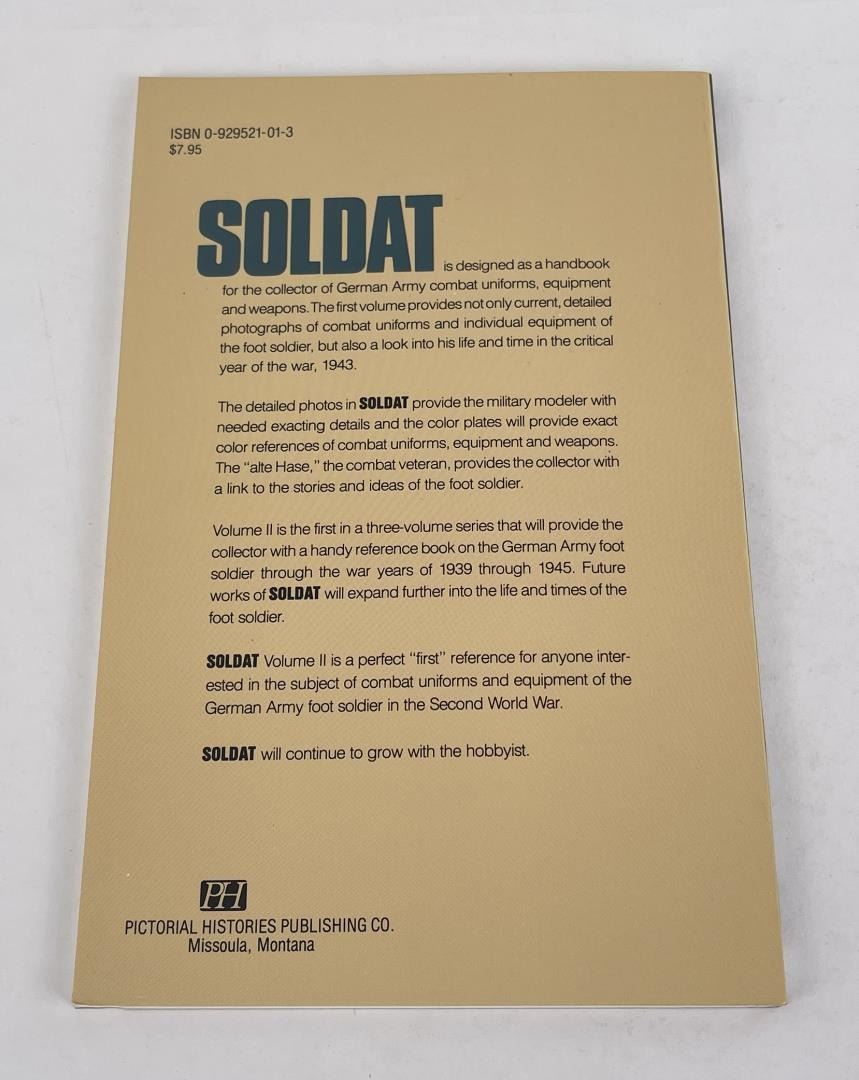 ISBN 0-929521-01-3
$7.95
SOLDAT is designed as a handbook
for the collector of German Army combat uniforms, equipment
and weapons. The first volume provides not only current, detailed
photographs of combat uniforms and individual equipment of
the foot soldier, but also a look into his life and time in the critical
year of the war, 1943.
The detailed photos in SOLDAT provide the military modeler with
needed exacting details and the color plates will provide exact
color references of combat uniforms, equipment and weapons.
The "alte Hase," the combat veteran, provides the collector with
a link to the stories and ideas of the foot soldier.
Volume II is the first in a three-volume series that will provide the
collector with a handy reference book on the German Army foot
soldier through the war years of 1939 through 1945. Future
works of SOLDAT will expand further into the life and times of the
foot soldier.
SOLDAT Volume II is a perfect "first" reference for anyone inter-
ested in the subject of combat uniforms and equipment of the
German Army foot soldier in the Second World War.
SOLDAT will continue to grow with the hobbyist.
PH
PICTORIAL HISTORIES PUBLISHING CO.
Missoula, Montana